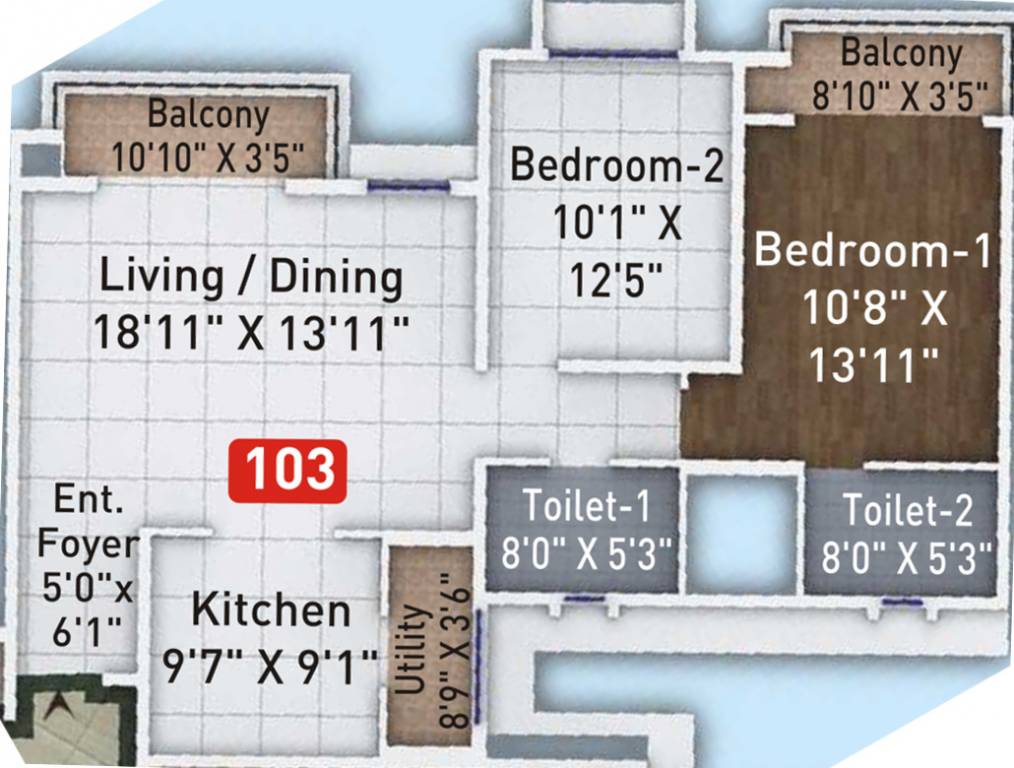 Balcony
10'10" X 3'5"
Balcony
8'10" X 3'5"
Bedroom-2
10'1" X
12'5"
Bedroom-1
10'8" X
13'11"
Living / Dining
18'11" X 13'11"
103
Ent.
Foyer
5'0"x
6'1"
Kitchen
9'7" X 9'1"
Utility
8'9" X 3'6"
Toilet-1
8'0" X 5'3"
Toilet-2
8'0" X 5'3"